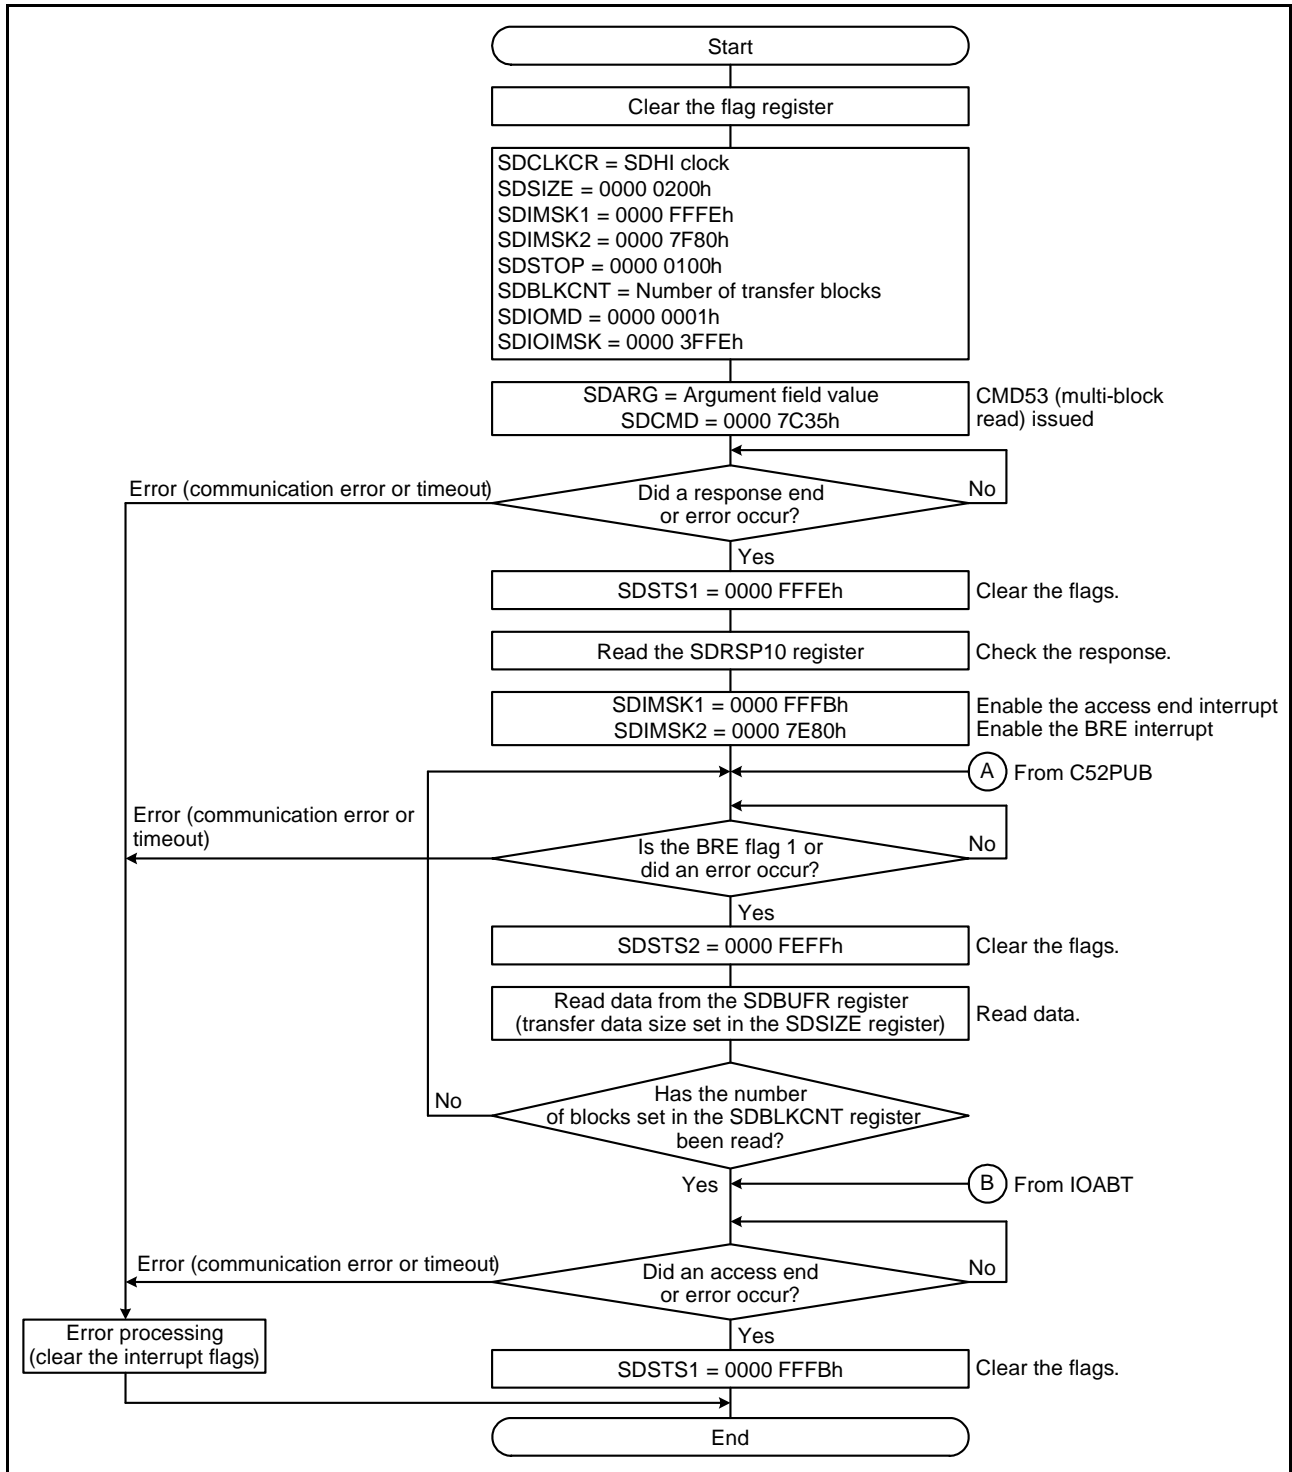 Start
Clear the flag register
SDCLKCR = SDHI clock
SDSIZE = 0000 0200h
SDIMSK1 = 0000 FFFEh
SDIMSK2 = 0000 7F80h
SDSTOP = 0000 0100h
SDBLKCNT = Number of transfer blocks
SDIOMD = 0000 0001h
SDIOIMSK = 0000 3FFEh
SDARG = Argument field value
SDCMD = 0000 7C35h
CMD53 (multi-block
read) issued
Error (communication error or timeout)
Did a response end
or error occur?
No
Yes
SDSTS1 = 0000 FFFEh
Clear the flags.
Read the SDRSP10 register
Check the response.
SDIMSK1 = 0000 FFFBh
SDIMSK2 = 0000 7E80h
Enable the access end interrupt
Enable the BRE interrupt
A
From C52PUB
Error (communication error or
timeout)
Is the BRE flag 1 or
did an error occur?
No
Yes
SDSTS2 = 0000 FEFFh
Clear the flags.
Read data from the SDBUFR register
(transfer data size set in the SDSIZE register)
Read data.
Has the number
of blocks set in the SDBLKCNT register
been read?
No
Yes
B
From IOABT
Error (communication error or timeout)
Did an access end
or error occur?
No
Yes
Error processing
(clear the interrupt flags)
SDSTS1 = 0000 FFFBh
Clear the flags.
End